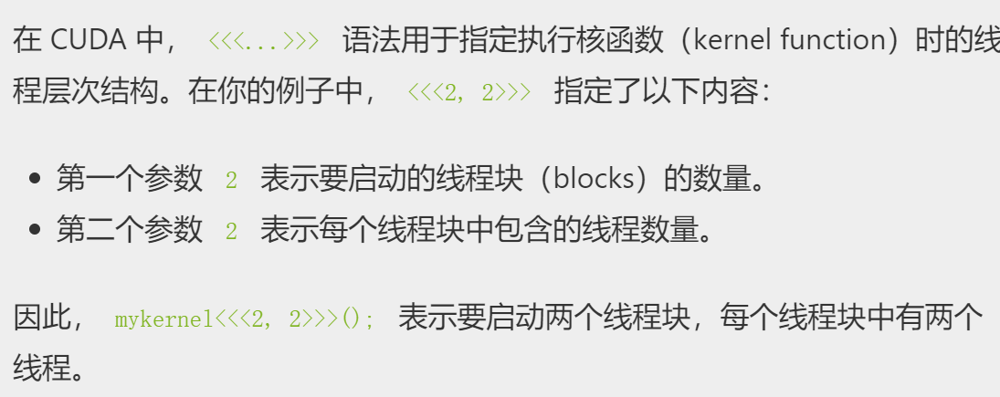 在 CUDA 中， <<<...>>> 语法用于指定执行核函数（kernel function）时的线
程层次结构。在你的例子中， <<<2, 2>>> 指定了以下内容：
• 第一个参数 2 表示要启动的线程块（blocks）的数量。
• 第二个参数 2 表示每个线程块中包含的线程数量。
因此， mykernel<<<2, 2>>>(); 表示要启动两个线程块，每个线程块中有两个
线程。